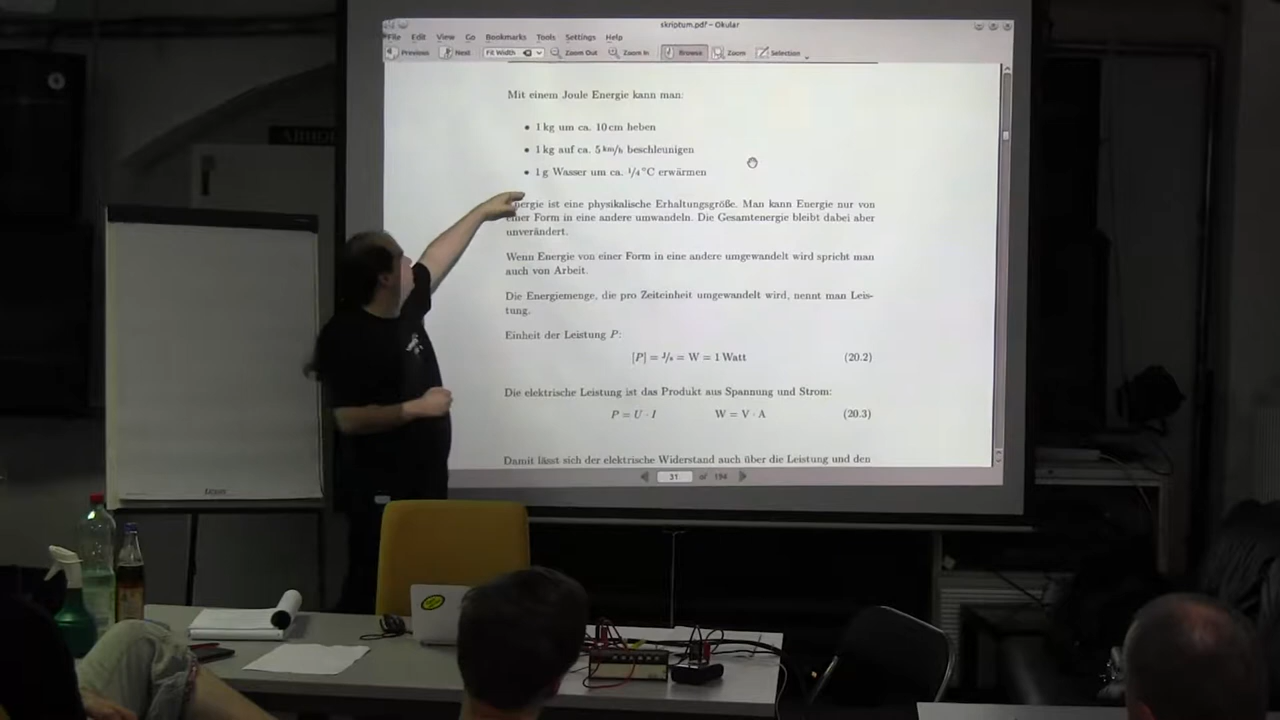 skriptum.pdf – Okular
File Edit View Go Bookmarks Tools Settings Help
Previous Next Fit Width Zoom Out Zoom In Browse Zoom Selection
Mit einem Joule Energie kann man:
• 1 kg um ca. 10 cm heben
• 1 kg auf ca. 5 km/h beschleunigen
• 1 g Wasser um ca. 1/4 °C erwärmen
Energie ist eine physikalische Erhaltungsgröße. Man kann Energie nur von
einer Form in eine andere umwandeln. Die Gesamtenergie bleibt dabei aber
unverändert.
Wenn Energie von einer Form in eine andere umgewandelt wird spricht man
auch von Arbeit.
Die Energiemenge, die pro Zeiteinheit umgewandelt wird, nennt man Leis-
tung.
Einheit der Leistung P:
[P] = J/s = W = 1 Watt (20.2)
Die elektrische Leistung ist das Produkt aus Spannung und Strom:
P = U · I W = V · A (20.3)
Damit lässt sich der elektrische Widerstand auch über die Leistung und den
31 of 194